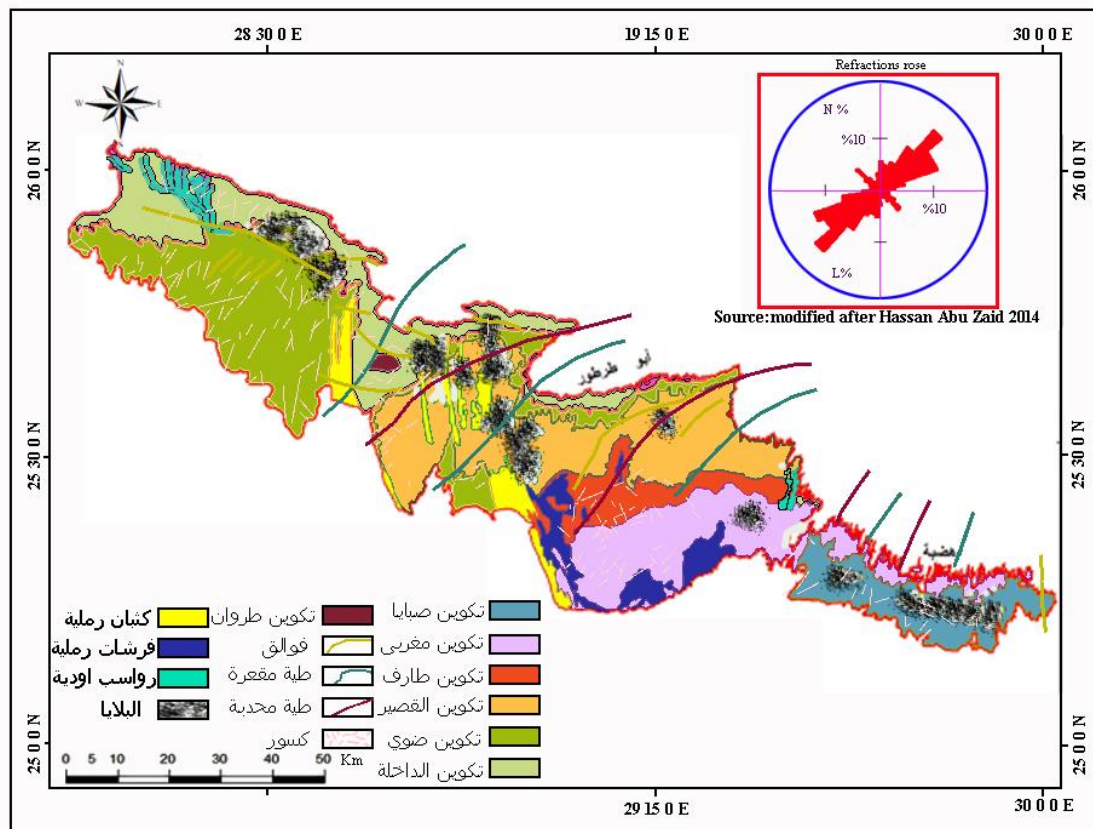 28 30 0 E
19 15 0 E
30 0 0 E
Refractions rose
N
W
E
N
N %
%10
%10
L%
26 0 0 N
26 0 0 N
Source:modified after Hassan Abu Zaid 2014
أبو طرطور
25 30 0 N
25 30 0 N
هضبة
كثبان رملية
تكوين طروان
تكوين صبايا
فرشات رملية
فوالق
تكوين مغربى
رواسب اودية
طية مقعرة
تكوين طارف
البلايا
طية محدبة
تكوين القصير
كسور
تكوين ضوي
تكوين الداخلة
Km
0 5 10 20 30 40 50
25 0 0 N
25 0 0 N
29 15 0 E
30 0 0 E